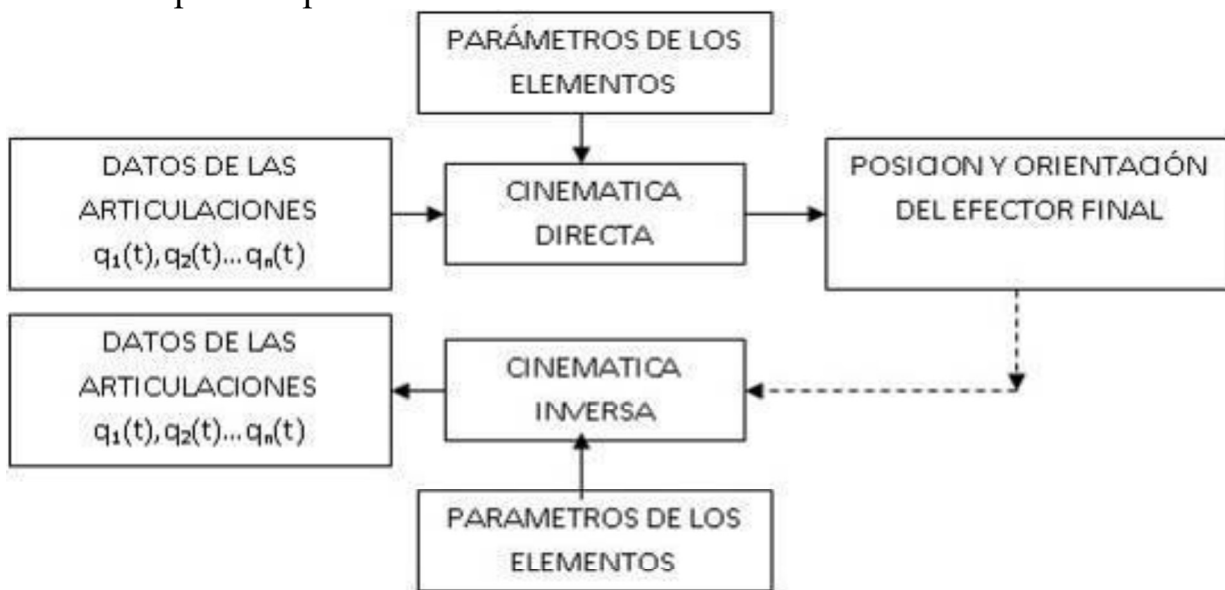 PARÁMETROS DE LOS
ELEMENTOS
DATOS DE LAS
ARTICULACIONES
q₁(t), q₂(t)... qₙ(t)
CINEMATICA
DIRECTA
POSICION Y ORIENTACIÓN
DEL EFECTOR FINAL
DATOS DE LAS
ARTICULACIONES
q₁(t), q₂(t)... qₙ(t)
CINEMATICA
INVERSA
PARAMETROS DE LOS
ELEMENTOS